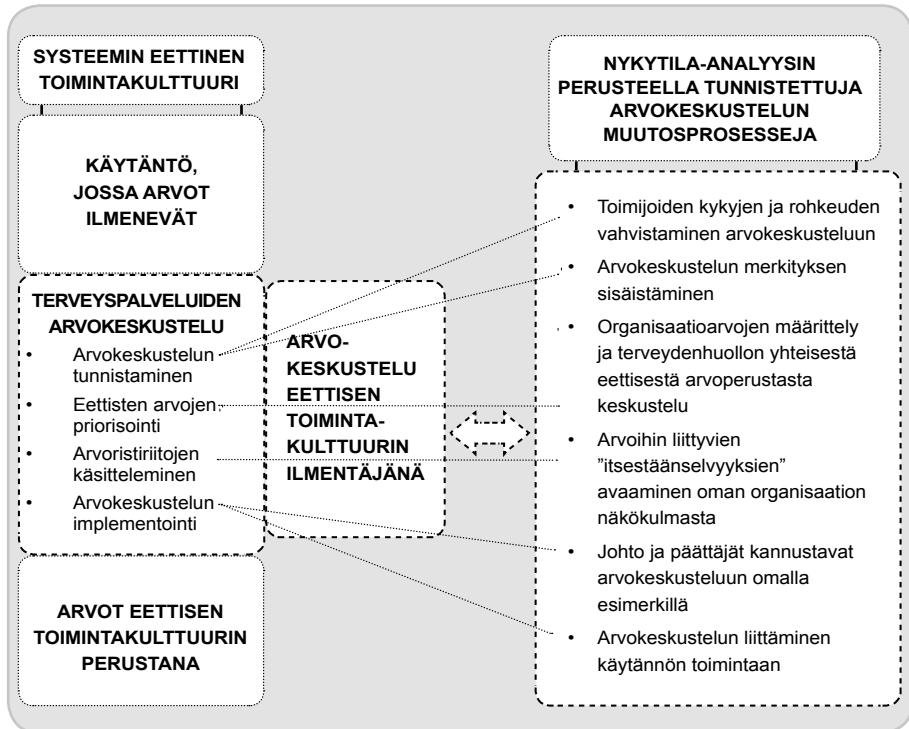 SYSTEEMIN EETTINEN
TOIMINTAKULTTUURI
KÄYTÄNTÖ,
JOSSA ARVOT
ILMENEVÄT
TERVEYSPALVELUIDEN
ARVOKESKUSTELU
• Arvokeskustelun
tunnistaminen
• Eettisten arvojen
priorisointi
• Arvoristiriitojen
käsitteleminen
• Arvokeskustelun
implementointi
ARVOT EETTISEN
TOIMINTAKULTTUURIN
PERUSTANA
ARVO-
KESKUSTELU
EETTISEN
TOIMINTA-
KULTTUURIN
ILMENTÄJÄNÄ
NYKYTILA-ANALYYSIN
PERUSTEELLA TUNNISTETTUJA
ARVOKESKUSTELUN
MUUTOSPROSESSEJA
• Toimijoiden kykyjen ja rohkeuden
vahvistaminen arvokeskusteluun
• Arvokeskustelun merkityksen
sisäistäminen
• Organisaatioarvojen määrittely
ja terveydenhuollon yhteisestä
eettisestä arvoperustasta
keskustelu
• Arvoihin liittyvien
”itsestäänselvyyksien”
avaaminen oman organisaation
näkökulmasta
• Johto ja päättäjät kannustavat
arvokeskusteluun omalla
esimerkillä
• Arvokeskustelun liittäminen
käytännön toimintaan